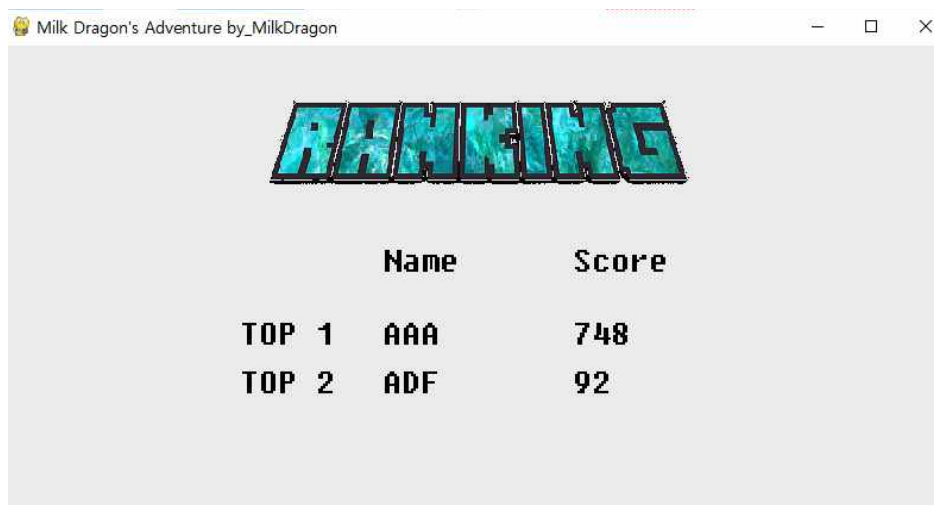 Milk Dragon's Adventure by_MilkDragon
RANKING
Name Score
TOP 1 AAA 748
TOP 2 ADF 92